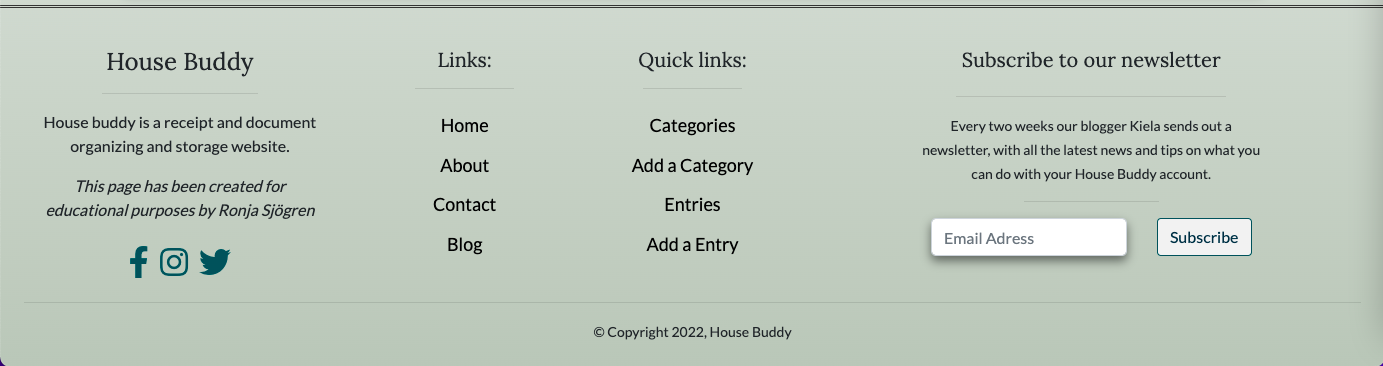 House Buddy
House buddy is a receipt and document
organizing and storage website.
This page has been created for
educational purposes by Ronja Sjögren
Links:
Home
About
Contact
Blog
Quick links:
Categories
Add a Category
Entries
Add a Entry
Subscribe to our newsletter
Every two weeks our blogger Kiela sends out a
newsletter, with all the latest news and tips on what you
can do with your House Buddy account.
Email Adress
Subscribe
© Copyright 2022, House Buddy